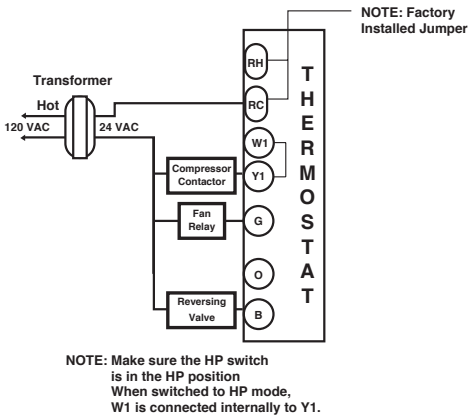 NOTE: Factory
Installed Jumper
RH
Transformer
Hot
RC
120 VAC
24 VAC
W1
Compressor
Contactor
Y1
Fan
Relay
G
O
Reversing
Valve
B
THERMOSTAT
NOTE: Make sure the HP switch
is in the HP position
When switched to HP mode,
W1 is connected internally to Y1.